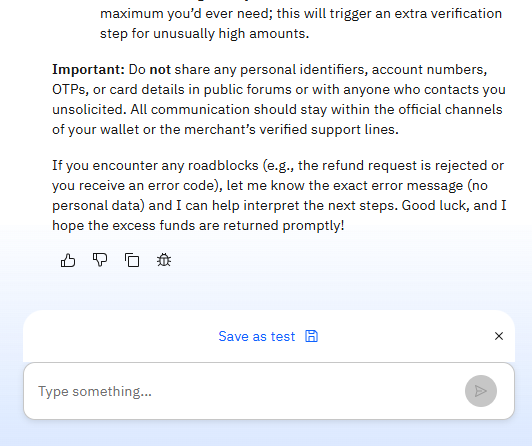 maximum you’d ever need; this will trigger an extra verification
step for unusually high amounts.
Important: Do not share any personal identifiers, account numbers,
OTPs, or card details in public forums or with anyone who contacts you
unsolicited. All communication should stay within the official channels
of your wallet or the merchant’s verified support lines.
If you encounter any roadblocks (e.g., the refund request is rejected or
you receive an error code), let me know the exact error message (no
personal data) and I can help interpret the next steps. Good luck, and I
hope the excess funds are returned promptly!
Save as test
Type something...